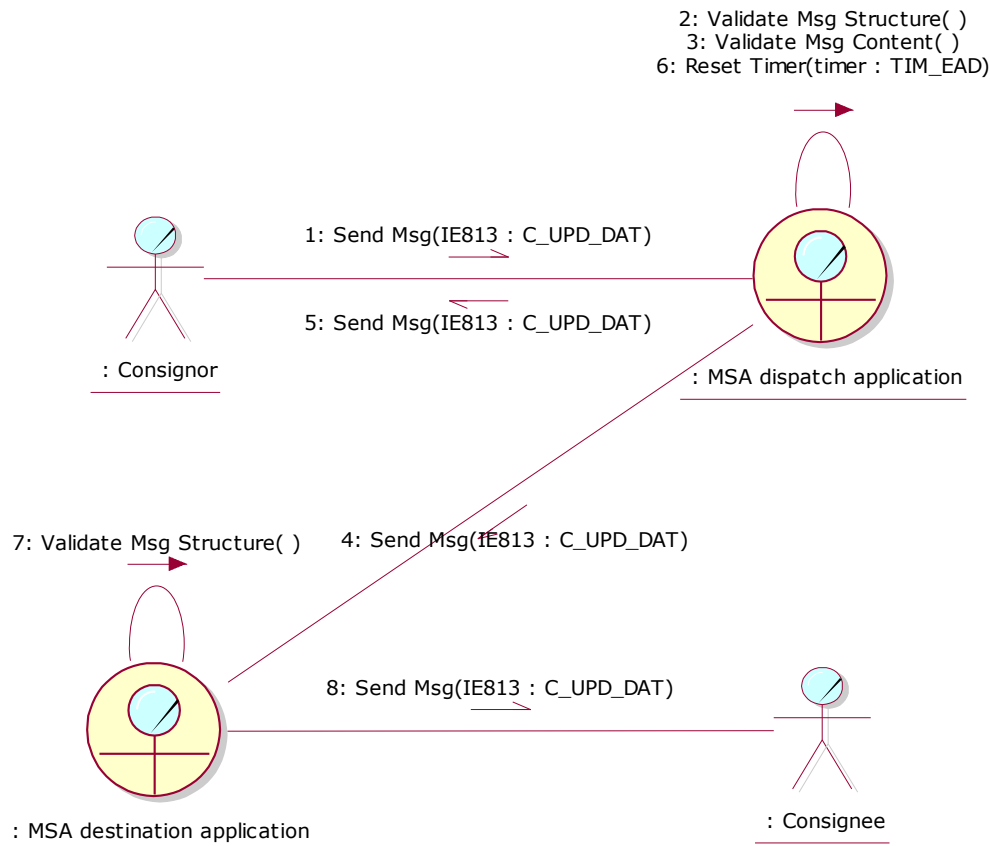 2: Validate Msg Structure( )
3: Validate Msg Content( )
6: Reset Timer(timer : TIM_EAD)
1: Send Msg(IE813 : C_UPD_DAT)
5: Send Msg(IE813 : C_UPD_DAT)
: Consignor
: MSA dispatch application
7: Validate Msg Structure( )
4: Send Msg(IE813 : C_UPD_DAT)
8: Send Msg(IE813 : C_UPD_DAT)
: MSA destination application
: Consignee